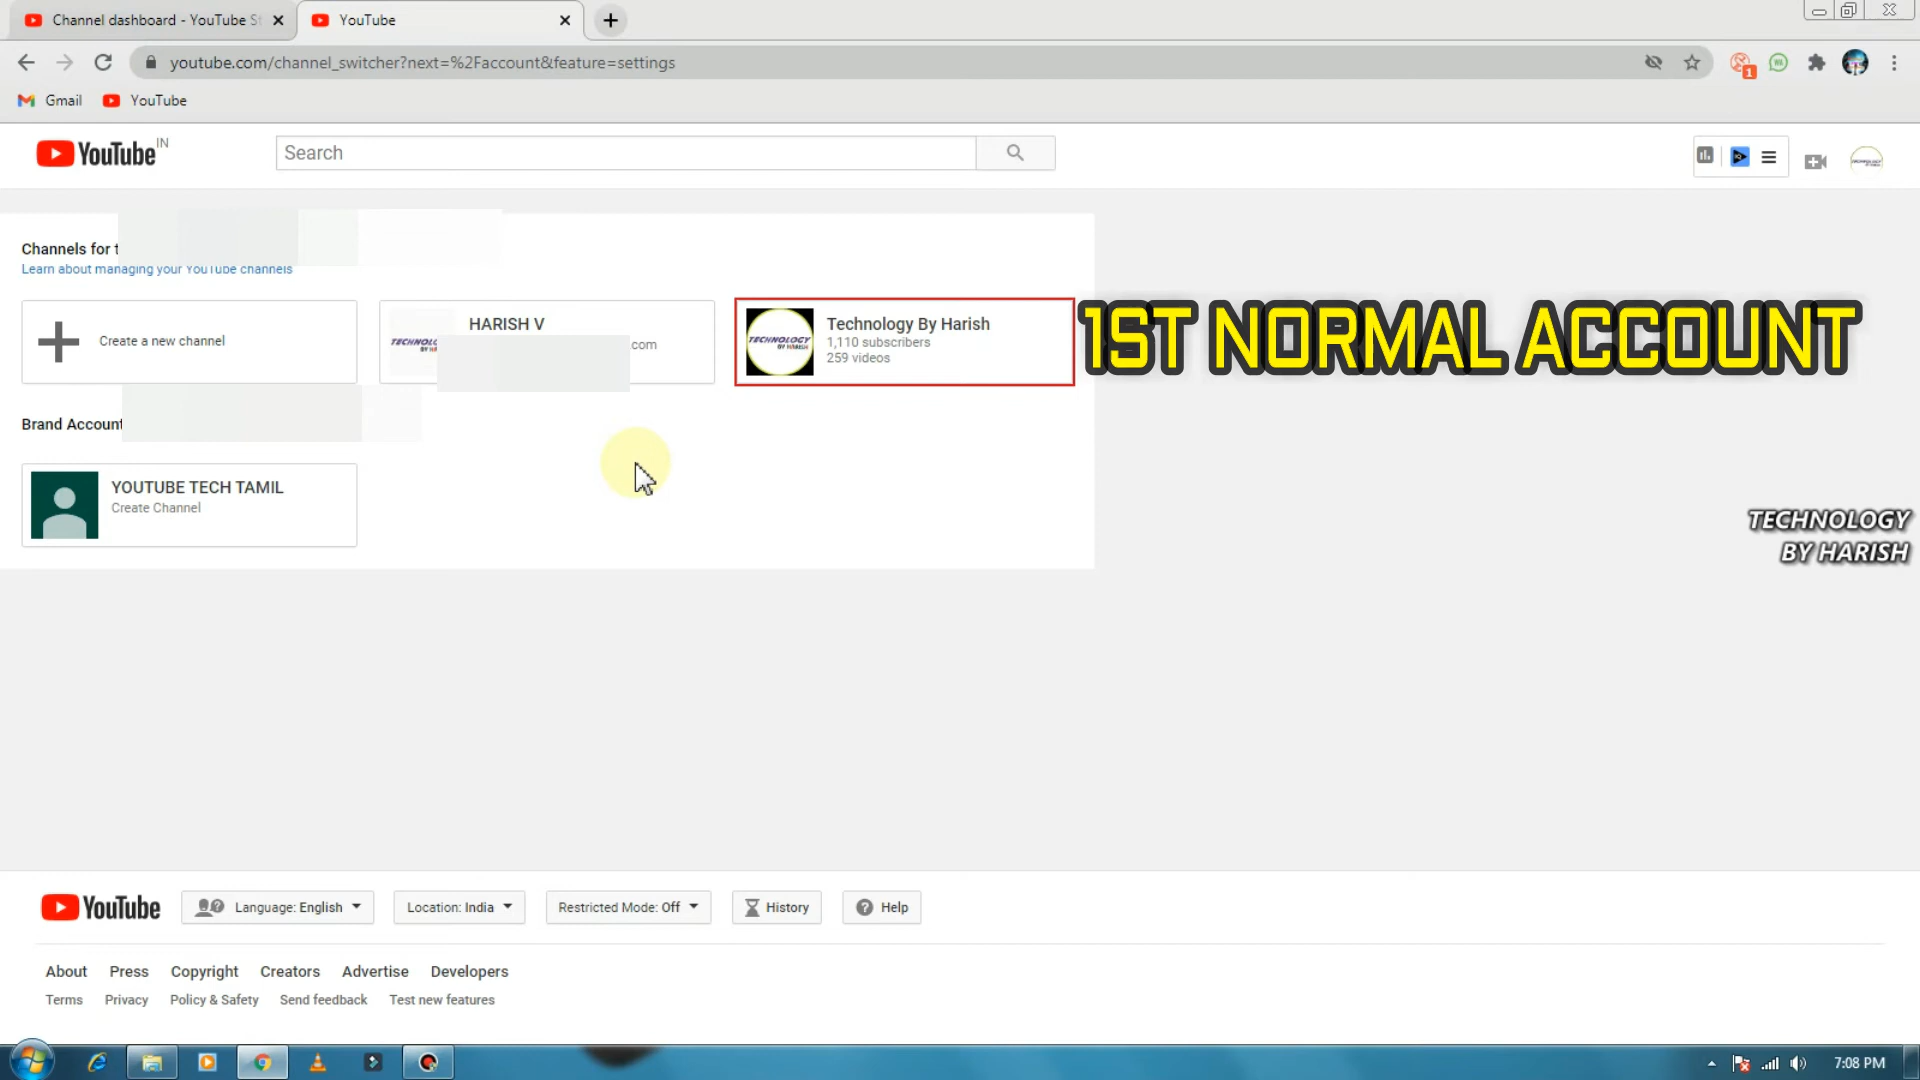 Channel dashboard - YouTube St
YouTube
youtube.com/channel_switcher?next=%2Faccount&feature=settings
Gmail
YouTube
YouTube IN
Search
Channels for t
Learn about managing your YouTube channels
Create a new channel
HARISH V
.com
Technology By Harish
1,110 subscribers
259 videos
1ST NORMAL ACCOUNT
Brand Account
YOUTUBE TECH TAMIL
Create Channel
TECHNOLOGY
BY HARISH
YouTube
Language: English
Location: India
Restricted Mode: Off
History
Help
About Press Copyright Creators Advertise Developers
Terms Privacy Policy & Safety Send feedback Test new features
7:08 PM